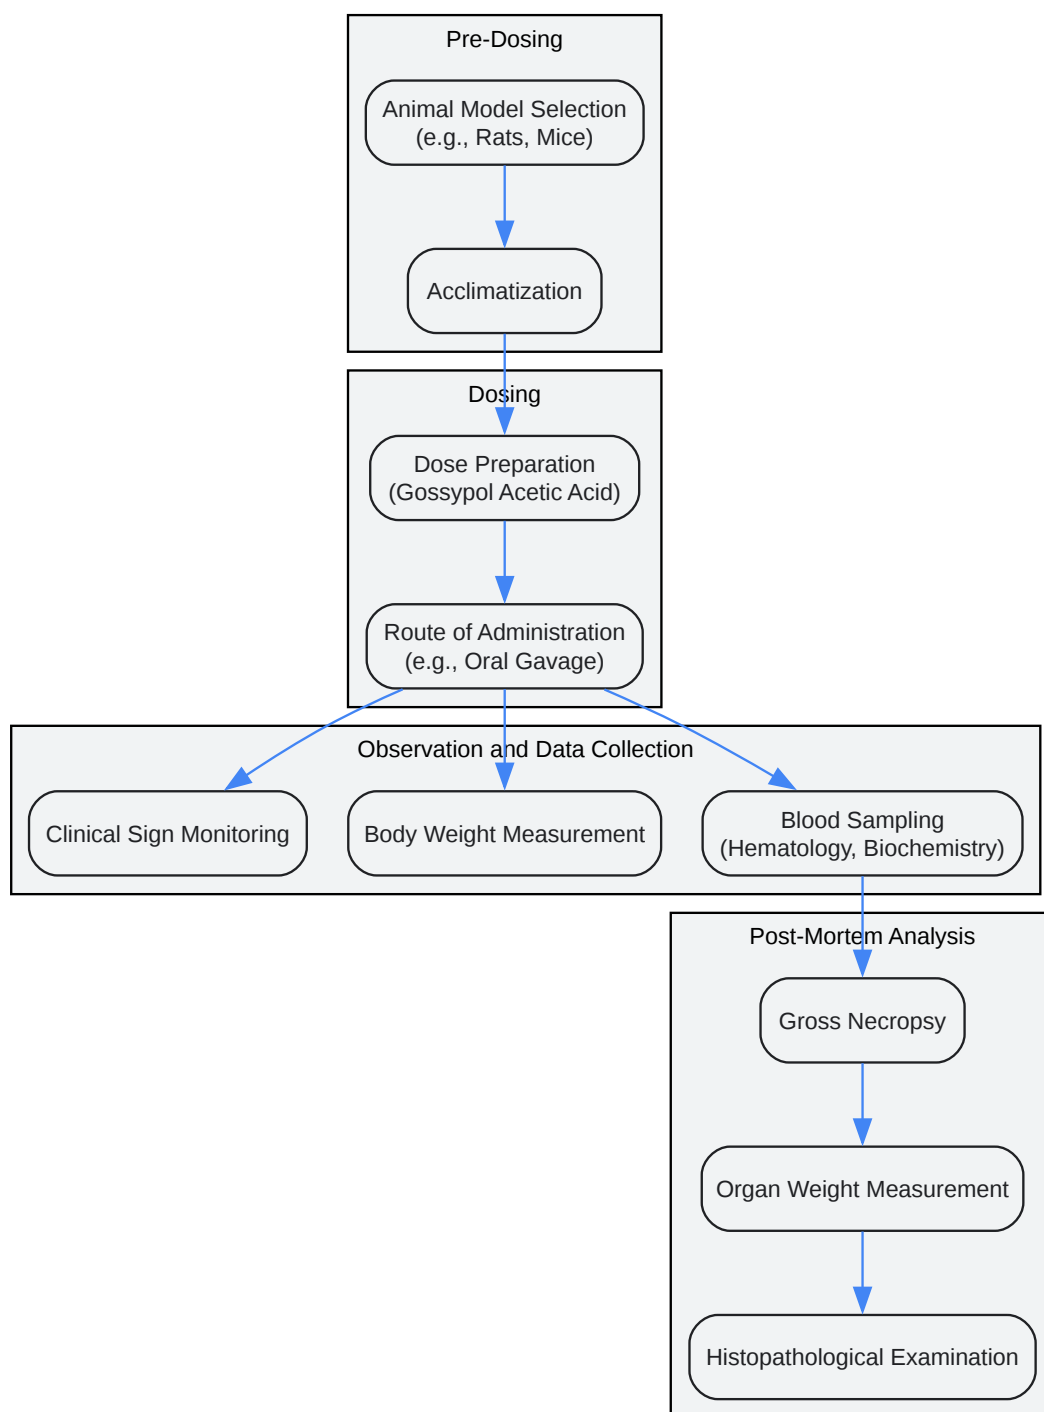 Pre-Dosing
Animal Model Selection
(e.g., Rats, Mice)
Acclimatization
Dosing
Dose Preparation
(Gossypol Acetic Acid)
Route of Administration
(e.g., Oral Gavage)
Observation and Data Collection
Clinical Sign Monitoring
Body Weight Measurement
Blood Sampling
(Hematology, Biochemistry)
Post-Mortem Analysis
Gross Necropsy
Organ Weight Measurement
Histopathological Examination